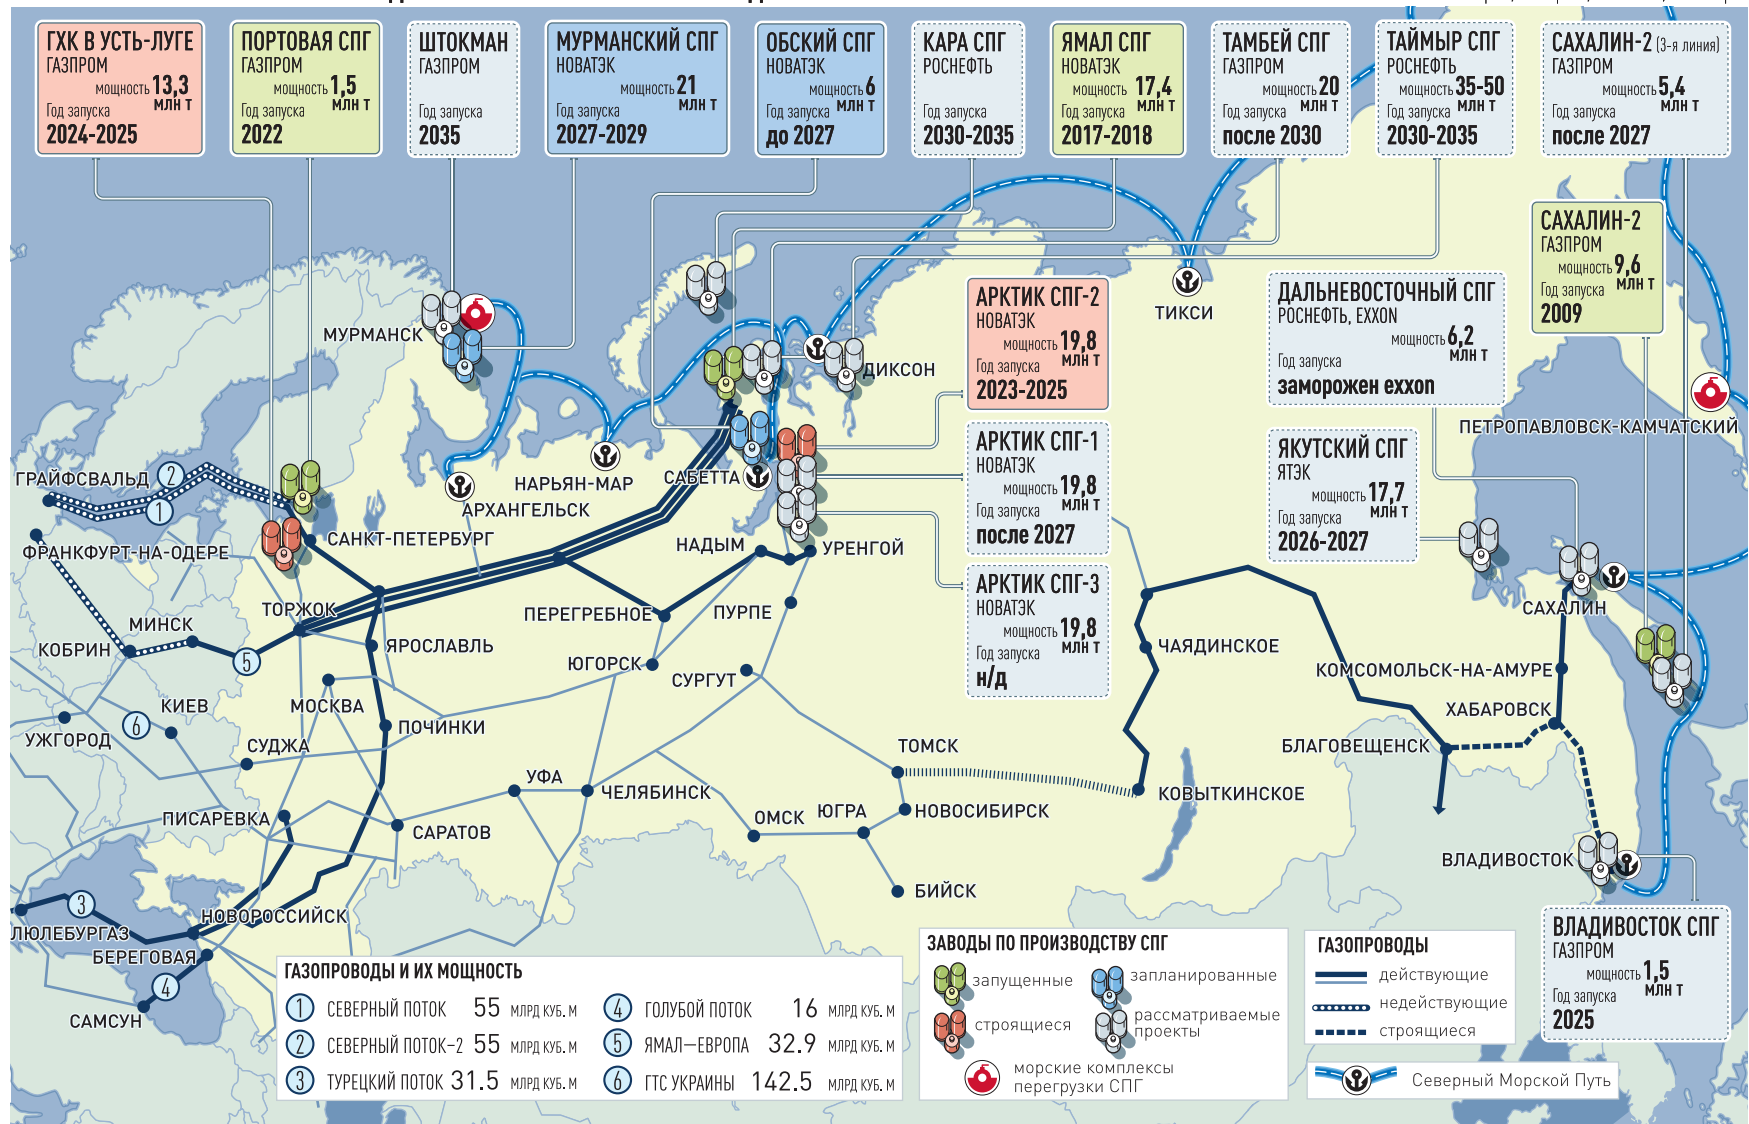 ГХК В УСТЬ-ЛУГЕ
ГАЗПРОМ
мощность 13,3
млн т
Год запуска
2024-2025
ПОРТОВАЯ СПГ
ГАЗПРОМ
мощность 1,5
млн т
Год запуска
2022
ШТОКМАН
ГАЗПРОМ
Год запуска
2035
МУРМАНСКИЙ СПГ
НОВАТЭК
мощность 21
млн т
Год запуска
2027-2029
ОБСКИЙ СПГ
НОВАТЭК
мощность 6
млн т
Год запуска
до 2027
КАРА СПГ
РОСНЕФТЬ
Год запуска
2030-2035
ЯМАЛ СПГ
НОВАТЭК
мощность 17,4
млн т
Год запуска
2017-2018
ТАМБЕЙ СПГ
ГАЗПРОМ
мощность 20
млн т
Год запуска
после 2030
ТАЙМЫР СПГ
РОСНЕФТЬ
мощность 35-50
млн т
Год запуска
2030-2035
САХАЛИН-2 (3-я линия)
ГАЗПРОМ
мощность 5,4
млн т
Год запуска
после 2027
САХАЛИН-2
ГАЗПРОМ
мощность 9,6
млн т
Год запуска
2009
АРКТИК СПГ-2
НОВАТЭК
мощность 19,8
млн т
Год запуска
2023-2025
ДАЛЬНЕВОСТОЧНЫЙ СПГ
РОСНЕФТЬ, EXXON
мощность 6,2
млн т
Год запуска
заморожен exxon
АРКТИК СПГ-1
НОВАТЭК
мощность 19,8
млн т
Год запуска
после 2027
ЯКУТСКИЙ СПГ
ЯТЭК
мощность 17,7
млн т
Год запуска
2026-2027
АРКТИК СПГ-3
НОВАТЭК
мощность 19,8
млн т
Год запуска
н/д
ВЛАДИВОСТОК СПГ
ГАЗПРОМ
мощность 1,5
млн т
Год запуска
2025
ТИКСИ
МУРМАНСК
ДИКСОН
ПЕТРОПАВЛОВСК-КАМЧАТСКИЙ
ГРАЙФСВАЛЬД
2
1
НАРЬЯН-МАР
САБЕТТА
АРХАНГЕЛЬСК
ФРАНКФУРТ-НА-ОДЕРЕ
САНКТ-ПЕТЕРБУРГ
НАДЫМ
УРЕНГОЙ
ТОРЖОК
МИНСК
ПЕРЕГРЕБНОЕ
ПУРПЕ
САХАЛИН
КОБРИН
5
ЯРОСЛАВЛЬ
ЮГОРСК
СУРГУТ
ЧАЯДИНСКОЕ
КОМСОМОЛЬСК-НА-АМУРЕ
КИЕВ
6
МОСКВА
ПОЧИНКИ
ХАБАРОВСК
УЖГОРОД
СУДЖА
ТОМСК
БЛАГОВЕЩЕНСК
УФА
ЧЕЛЯБИНСК
КОВЫТКИНСКОЕ
ПИСАРЕВКА
САРАТОВ
ОМСК
ЮГРА
НОВОСИБИРСК
ВЛАДИВОСТОК
БИЙСК
3
НОВОРОССИЙСК
ЛЮЛЕБУРГАЗ
БЕРЕГОВАЯ
4
САМСУН
ГАЗОПРОВОДЫ И ИХ МОЩНОСТЬ
1 СЕВЕРНЫЙ ПОТОК 55 МЛРД КУБ. М
2 СЕВЕРНЫЙ ПОТОК-2 55 МЛРД КУБ. М
3 ТУРЕЦКИЙ ПОТОК 31.5 МЛРД КУБ. М
4 ГОЛУБОЙ ПОТОК 16 МЛРД КУБ. М
5 ЯМАЛ—ЕВРОПА 32.9 МЛРД КУБ. М
6 ГТС УКРАИНЫ 142.5 МЛРД КУБ. М
ЗАВОДЫ ПО ПРОИЗВОДСТВУ СПГ
запущенные
запланированные
строящиеся
рассматриваемые
проекты
морские комплексы
перегрузки СПГ
ГАЗОПРОВОДЫ
действующие
недействующие
строящиеся
Северный Морской Путь